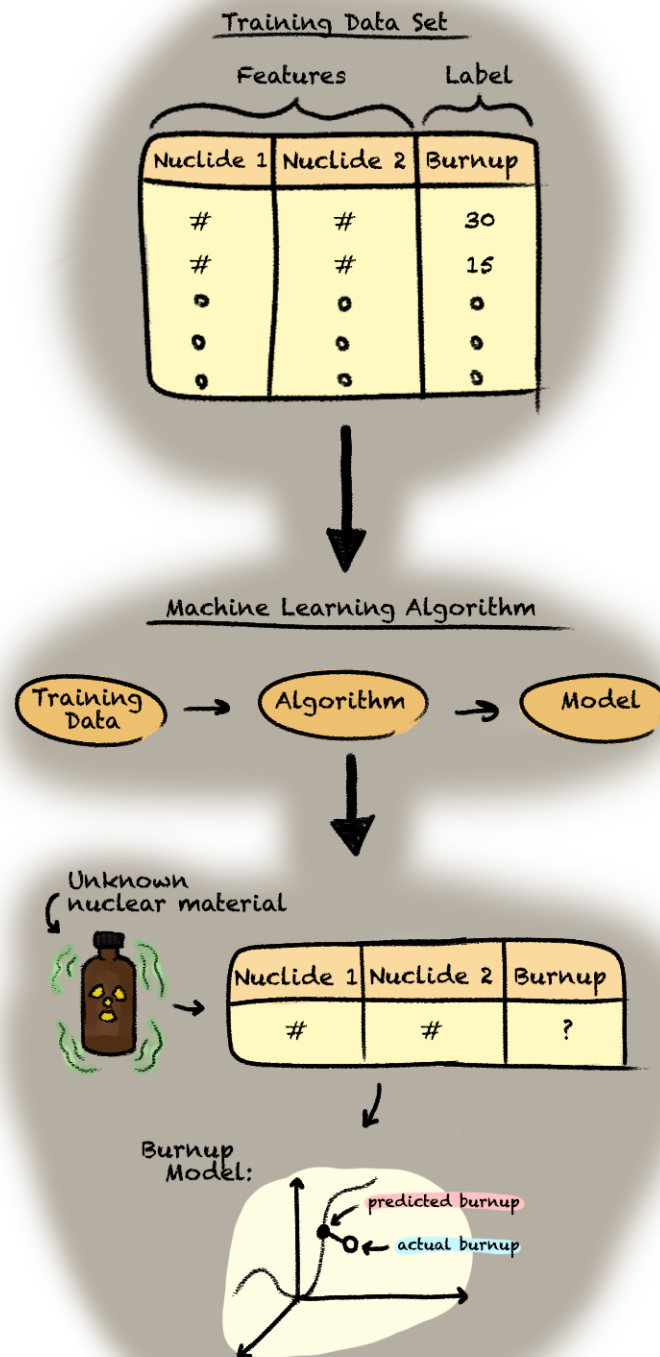 Training Data Set
Features Label
Nuclide 1 Nuclide 2 Burnup
# # 30
# # 15
Machine Learning Algorithm
Training
Data
Algorithm
Model
Unknown
nuclear material
Nuclide 1 Nuclide 2 Burnup
# # ?
Burnup
Model:
predicted burnup
actual burnup